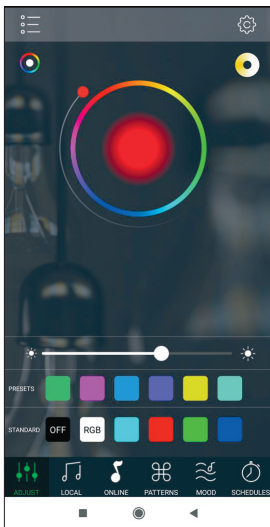 PRESETS
STANDARD OFF RGB
ADJUST LOCAL ONLINE PATTERNS MOOD SCHEDULES